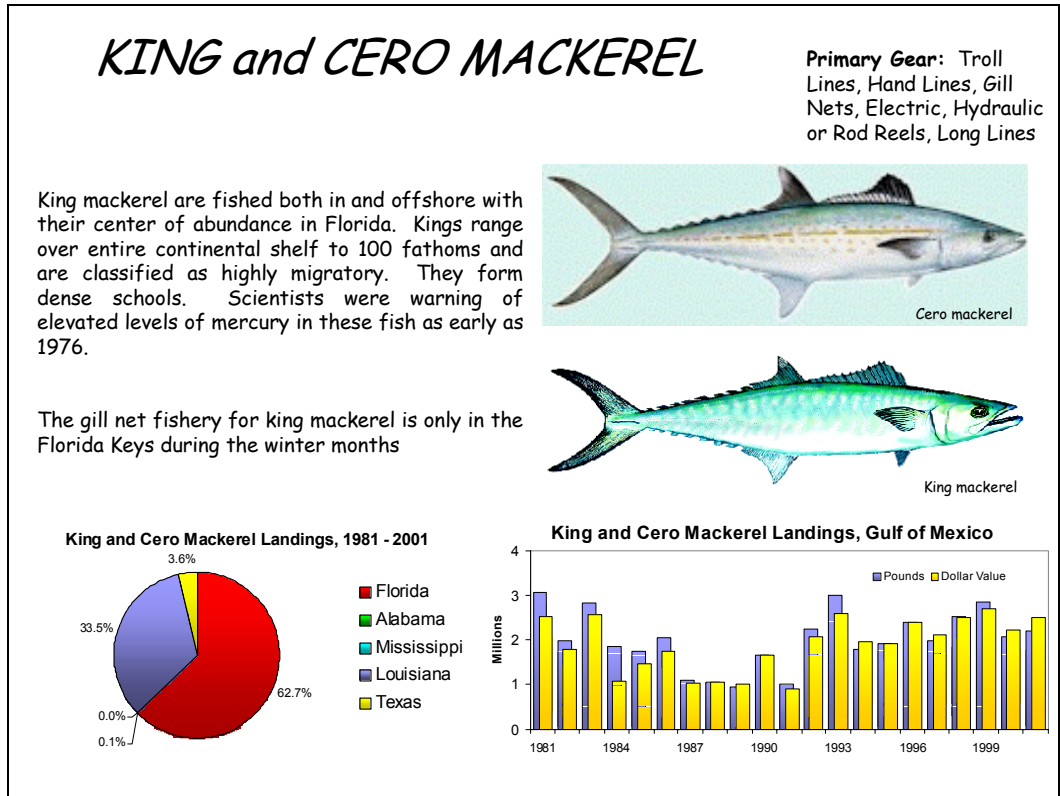 KING and CERO MACKEREL
Primary Gear: Troll
Lines, Hand Lines, Gill
Nets, Electric, Hydraulic
or Rod Reels, Long Lines
King mackerel are fished both in and offshore with
their center of abundance in Florida. Kings range
over entire continental shelf to 100 fathoms and
are classified as highly migratory. They form
dense schools. Scientists were warning of
elevated levels of mercury in these fish as early as
1976.
The gill net fishery for king mackerel is only in the
Florida Keys during the winter months
Cero mackerel
King mackerel
King and Cero Mackerel Landings, 1981 - 2001
3.6%
33.5%
62.7%
0.0%
0.1%
Florida
Alabama
Mississippi
Louisiana
Texas
King and Cero Mackerel Landings, Gulf of Mexico
Pounds Dollar Value
Millions
4
3
2
1
0
1981 1984 1987 1990 1993 1996 1999